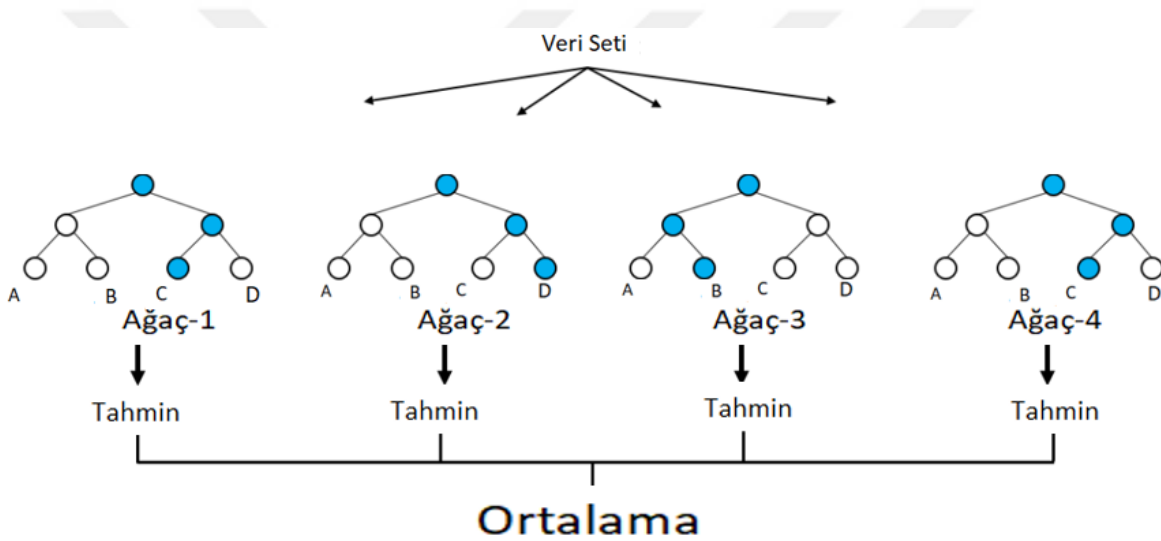 Veri Seti
A B C D
A B C D
A B C D
A B C D
Ağaç-1
Ağaç-2
Ağaç-3
Ağaç-4
Tahmin
Tahmin
Tahmin
Tahmin
Ortalama